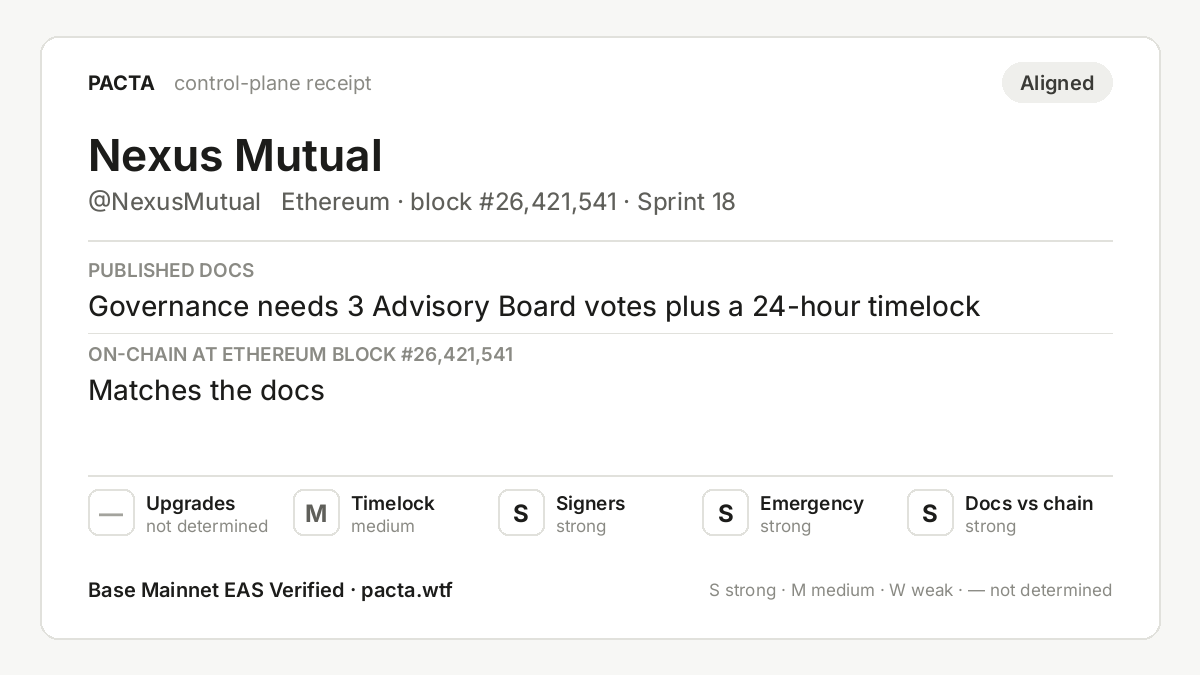 PACTA control-plane receipt Aligned
Nexus Mutual
@NexusMutual Ethereum · block #26,421,541 · Sprint 18
PUBLISHED DOCS
Governance needs 3 Advisory Board votes plus a 24-hour timelock
ON-CHAIN AT ETHEREUM BLOCK #26,421,541
Matches the docs
— Upgrades not determined
M Timelock medium
S Signers strong
S Emergency strong
S Docs vs chain strong
Base Mainnet EAS Verified · pacta.wtf
S strong · M medium · W weak · — not determined